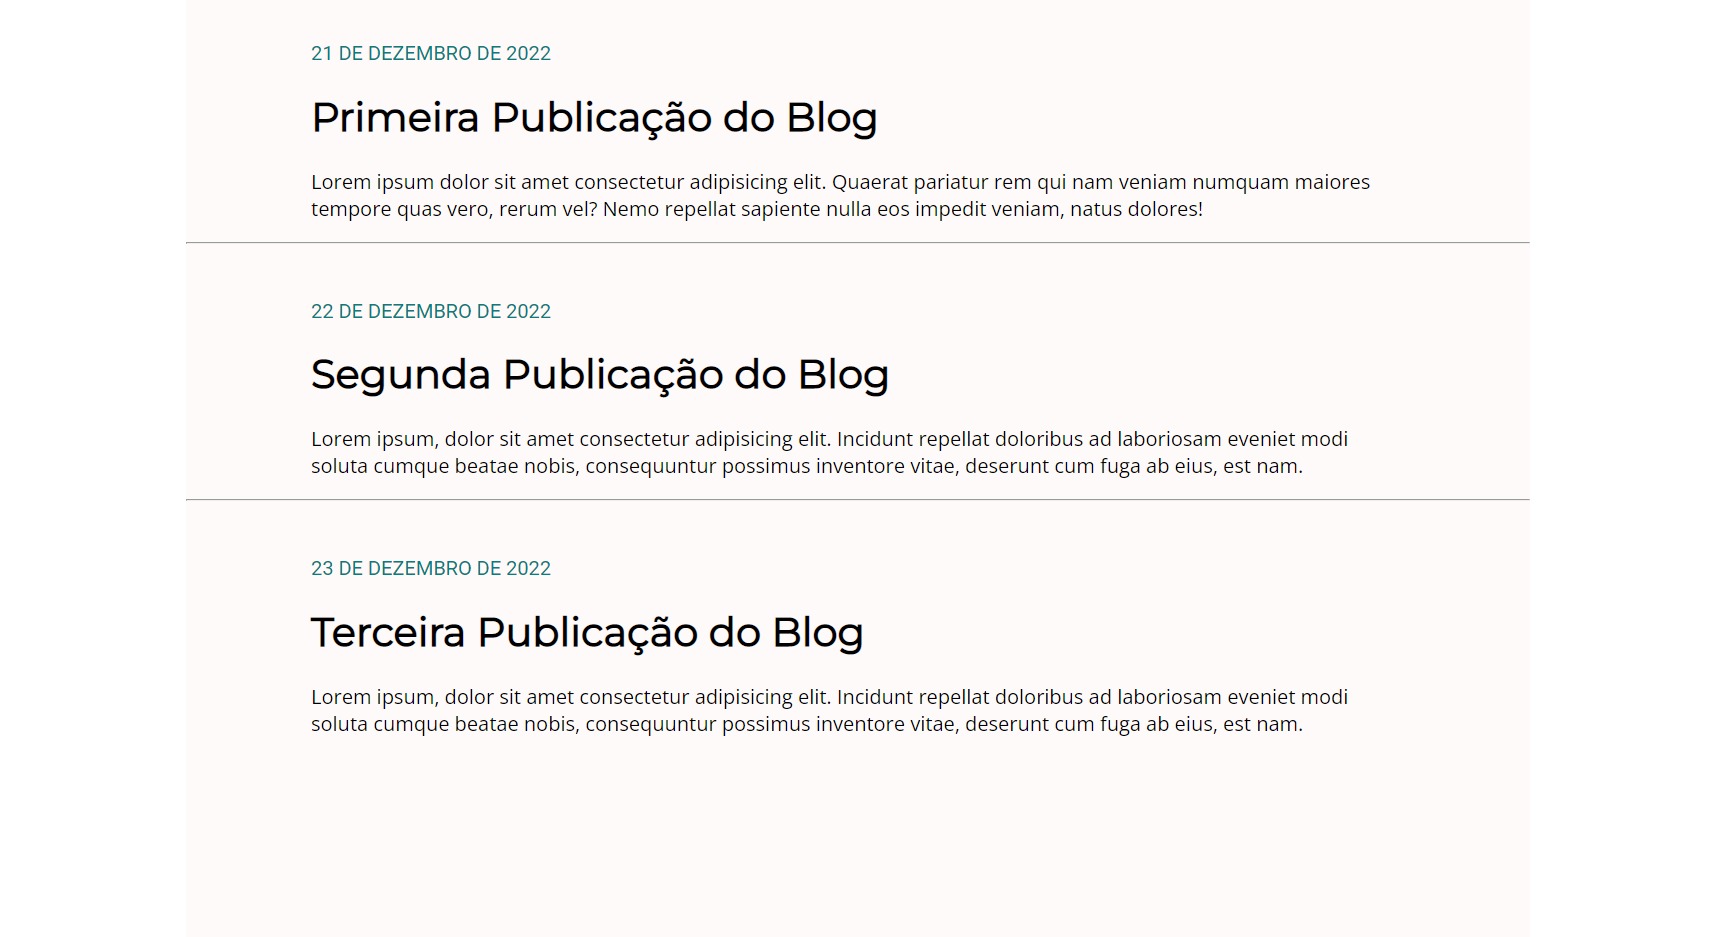 21 DE DEZEMBRO DE 2022
Primeira Publicação do Blog
Lorem ipsum dolor sit amet consectetur adipisicing elit. Quaerat pariatur rem qui nam veniam numquam maiores
tempore quas vero, rerum vel? Nemo repellat sapiente nulla eos impedit veniam, natus dolores!
22 DE DEZEMBRO DE 2022
Segunda Publicação do Blog
Lorem ipsum, dolor sit amet consectetur adipisicing elit. Incidunt repellat doloribus ad laboriosam eveniet modi
soluta cumque beatae nobis, consequuntur possimus inventore vitae, deserunt cum fuga ab eius, est nam.
23 DE DEZEMBRO DE 2022
Terceira Publicação do Blog
Lorem ipsum, dolor sit amet consectetur adipisicing elit. Incidunt repellat doloribus ad laboriosam eveniet modi
soluta cumque beatae nobis, consequuntur possimus inventore vitae, deserunt cum fuga ab eius, est nam.